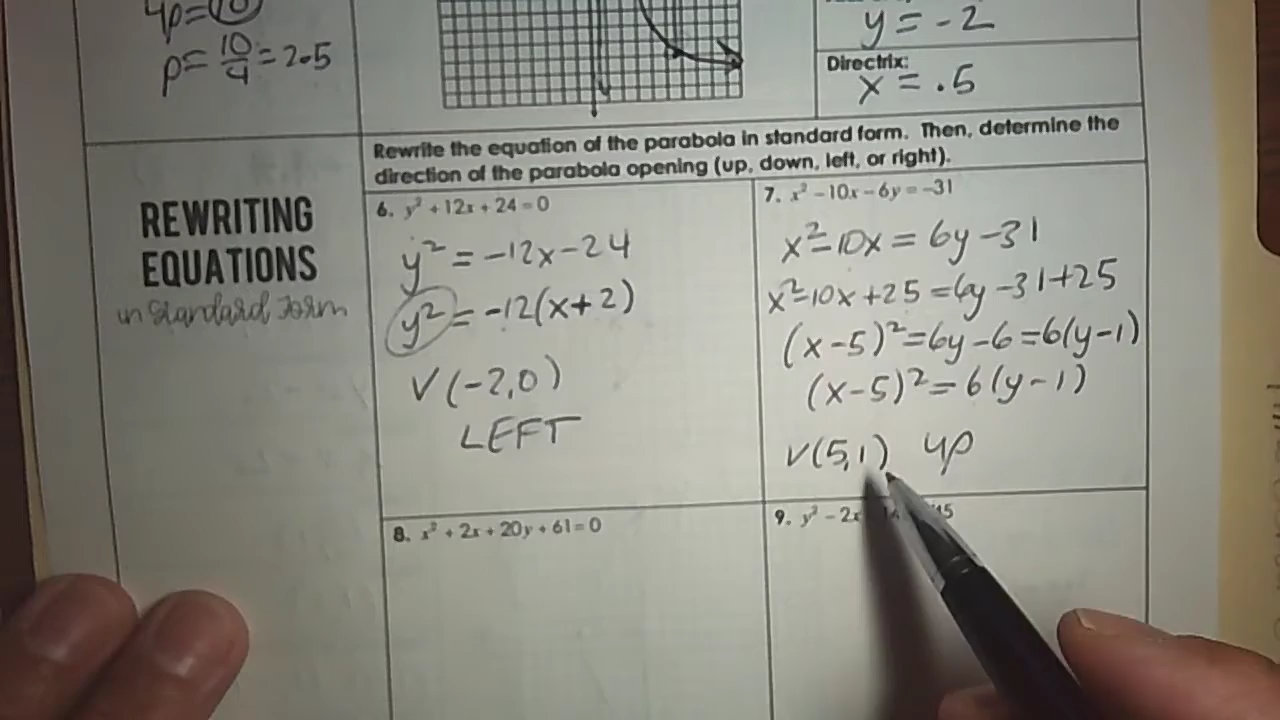 4p=10
p=10/4=2.5
y=-2
Directrix:
x=.5
REWRITING
EQUATIONS
in standard form
Rewrite the equation of the parabola in standard form. Then, determine the
direction of the parabola opening (up, down, left, or right).
6. y² + 12x + 24 = 0
y² = -12x-24
y² = -12(x+2)
V(-2,0)
LEFT
7. x² - 10x - 6y = -31
x²-10x = 6y-31
x²-10x+25 = 6y-31+25
(x-5)²=6y-6=6(y-1)
(x-5)²=6(y-1)
V(5,1) up
8. x² + 2x + 20y + 61 = 0
9. y² - 2x